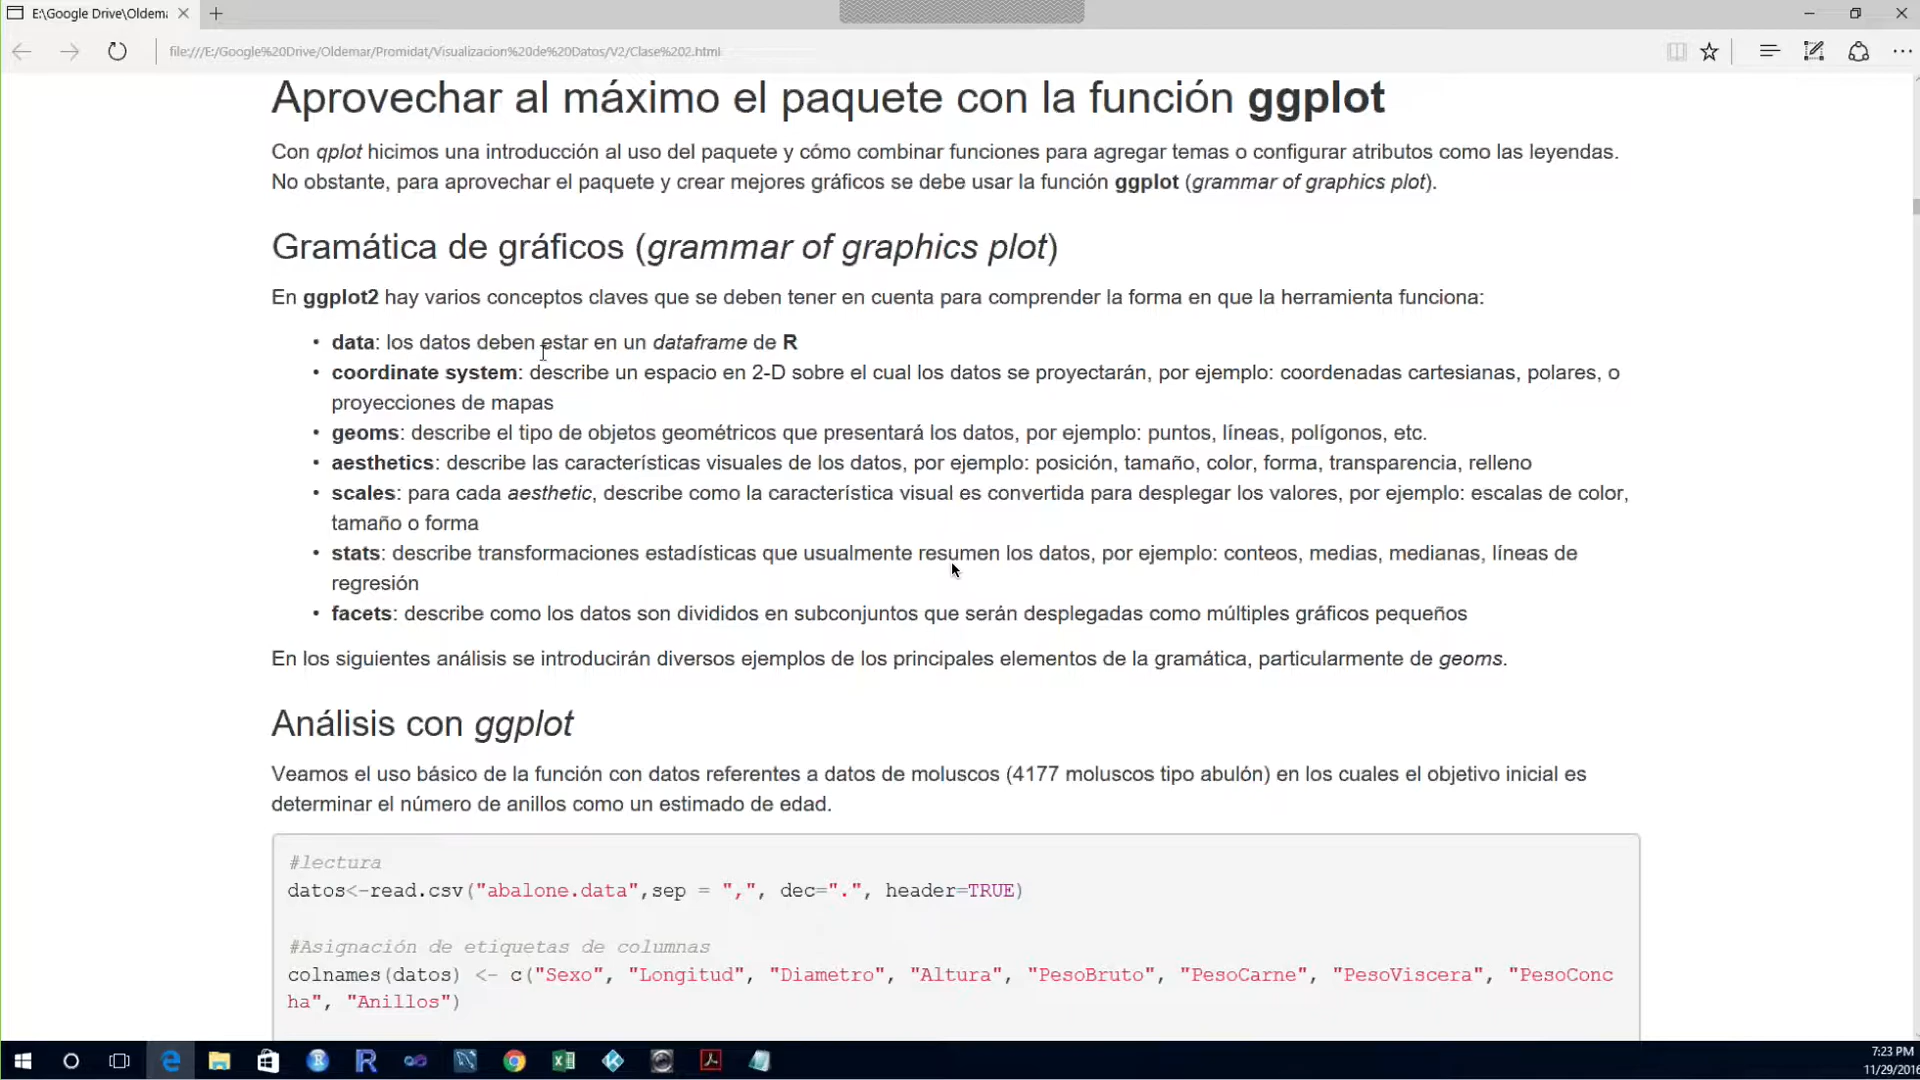 E:\Google Drive\Oldema
file:///E:/Google%20Drive/Oldemar/Promidat/Visualizacion%20de%20Datos/V2/Clase%202.html
Aprovechar al máximo el paquete con la función ggplot
Con qplot hicimos una introducción al uso del paquete y cómo combinar funciones para agregar temas o configurar atributos como las leyendas.
No obstante, para aprovechar el paquete y crear mejores gráficos se debe usar la función ggplot (grammar of graphics plot).
Gramática de gráficos (grammar of graphics plot)
En ggplot2 hay varios conceptos claves que se deben tener en cuenta para comprender la forma en que la herramienta funciona:
• data: los datos deben estar en un dataframe de R
• coordinate system: describe un espacio en 2-D sobre el cual los datos se proyectarán, por ejemplo: coordenadas cartesianas, polares, o
proyecciones de mapas
• geoms: describe el tipo de objetos geométricos que presentará los datos, por ejemplo: puntos, líneas, polígonos, etc.
• aesthetics: describe las características visuales de los datos, por ejemplo: posición, tamaño, color, forma, transparencia, relleno
• scales: para cada aesthetic, describe como la característica visual es convertida para desplegar los valores, por ejemplo: escalas de color,
tamaño o forma
• stats: describe transformaciones estadísticas que usualmente resumen los datos, por ejemplo: conteos, medias, medianas, líneas de
regresión
• facets: describe como los datos son divididos en subconjuntos que serán desplegadas como múltiples gráficos pequeños
En los siguientes análisis se introducirán diversos ejemplos de los principales elementos de la gramática, particularmente de geoms.
Análisis con ggplot
Veamos el uso básico de la función con datos referentes a datos de moluscos (4177 moluscos tipo abulón) en los cuales el objetivo inicial es
determinar el número de anillos como un estimado de edad.
#lectura
datos<-read.csv("abalone.data",sep = ",", dec=".", header=TRUE)
#Asignación de etiquetas de columnas
colnames(datos) <- c("Sexo", "Longitud", "Diametro", "Altura", "PesoBruto", "PesoCarne", "PesoViscera", "PesoConc
ha", "Anillos")
7:23 PM
11/29/2016